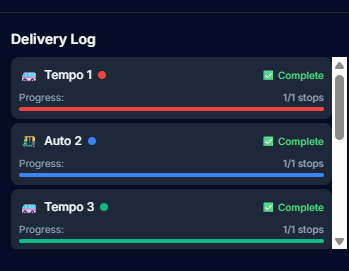 Delivery Log
Tempo 1 Complete
Progress: 1/1 stops
Auto 2 Complete
Progress: 1/1 stops
Tempo 3 Complete
Progress: 1/1 stops